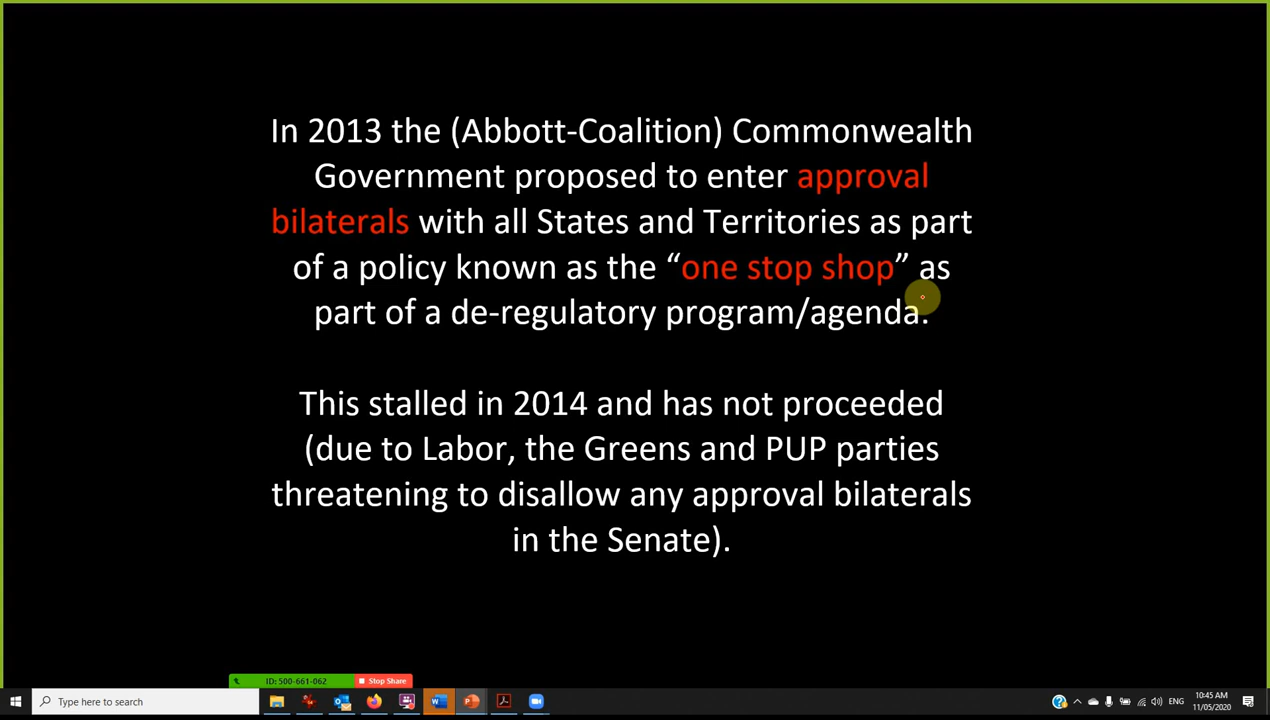 In 2013 the (Abbott-Coalition) Commonwealth
Government proposed to enter approval
bilaterals with all States and Territories as part
of a policy known as the “one stop shop” as
part of a de-regulatory program/agenda.
This stalled in 2014 and has not proceeded
(due to Labor, the Greens and PUP parties
threatening to disallow any approval bilaterals
in the Senate).
ID: 500-661-062 Stop Share
Type here to search
ENG
10:45 AM
11/05/2020